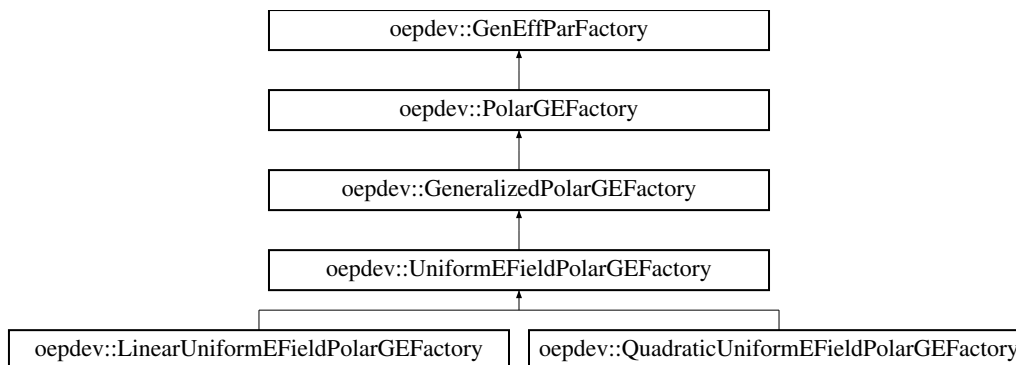 oepdev::GenEffParFactory
oepdev::PolarGEFactory
oepdev::GeneralizedPolarGEFactory
oepdev::UniformEFieldPolarGEFactory
oepdev::LinearUniformEFieldPolarGEFactory
oepdev::QuadraticUniformEFieldPolarGEFactory